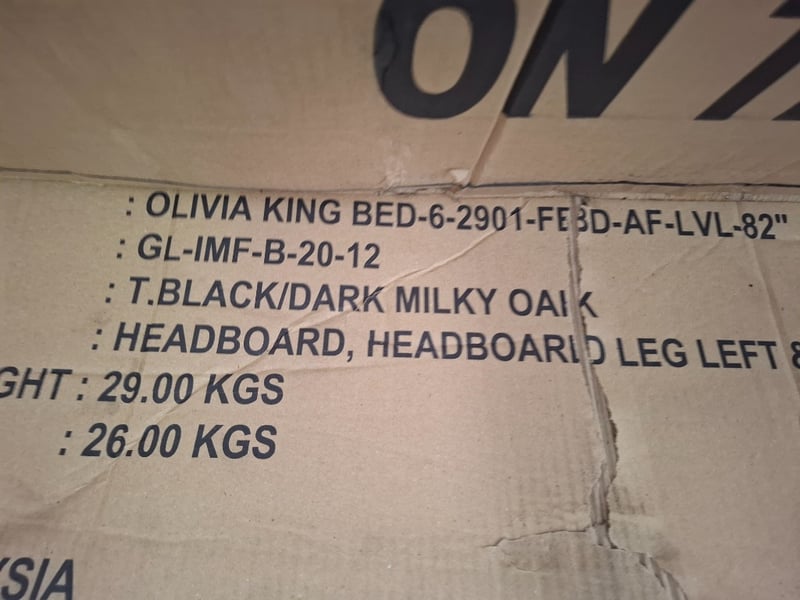 ON
: OLIVIA KING BED-6-2901-FEBD-AF-LVL-82"
: GL-IMF-B-20-12
: T.BLACK/DARK MILKY OAK
: HEADBOARD, HEADBOARD LEG LEFT &
GHT : 29.00 KGS
: 26.00 KGS
YSIA